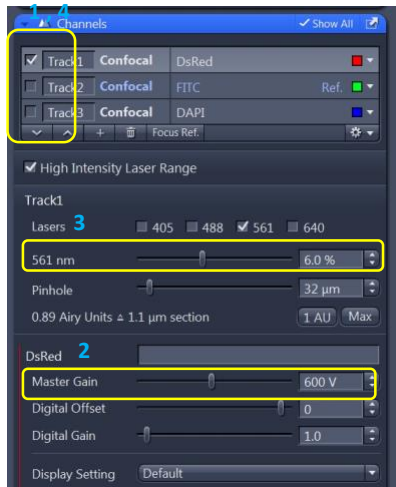 1 , 4
Channels Show All
Track1 Confocal DsRed
Track2 Confocal FITC Ref.
Track3 Confocal DAPI
+ Focus Ref.
High Intensity Laser Range
Track1
Lasers 3 405 488 561 640
561 nm 6.0 %
Pinhole 32 µm
0.89 Airy Units ≙ 1.1 µm section 1 AU Max
DsRed 2
Master Gain 600 V
Digital Offset 0
Digital Gain 1.0
Display Setting Default